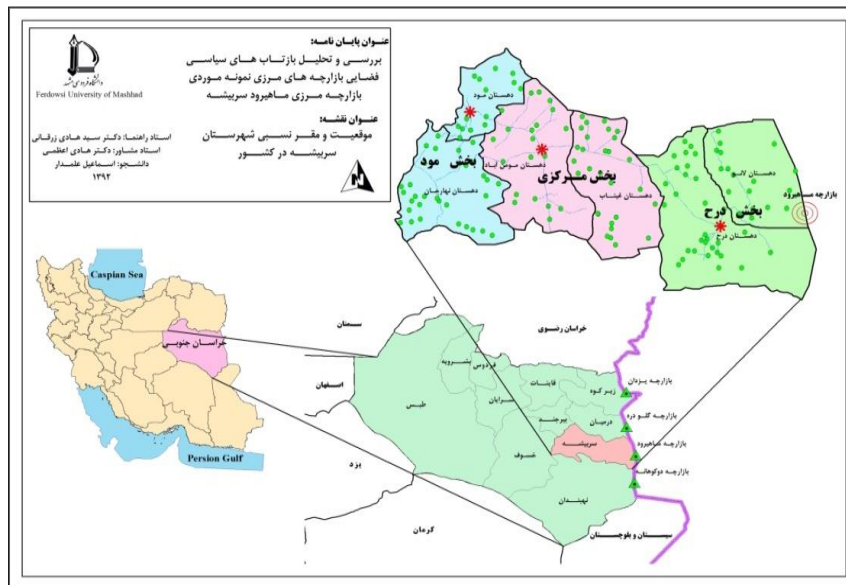 عنوان پایان نامه:
بررسی و تحلیل بازتاب های سیاسی
فضایی بازارچه های مرزی نمونه موردی
بازارچه مرزی ماهیرود سربیشه
عنوان نقشه:
موقعیت و مقر نسبی شهرستان
سربیشه در کشور
دانشگاه فردوسی مشهد
Ferdowsi University of Mashhad
استاد راهنما: دکتر سید هادی زرقانی
استاد مشاور: دکتر هادی اعظمی
دانشجو: اسماعیل علمدار
۱۳۹۲
N
دهستان مود
بخش مود
دهستان نهارجان
دهستان مومن آباد
بخش مرکزی
دهستان غیناب
دهستان لانو
بازارچه ماهیرود
بخش درح
دهستان درح
Caspian Sea
خراسان جنوبی
Persion Gulf
سمنان
خراسان رضوی
اصفهان
یزد
کرمان
سیستان و بلوچستان
طبس
بشرویه
فردوس
سرایان
قاینات
زیرکوه
بیرجند
درمیان
سربیشه
خوسف
نهبندان
بازارچه یزدان
بازارچه گلو دره
بازارچه ماهیرود
بازارچه دوکوهانه